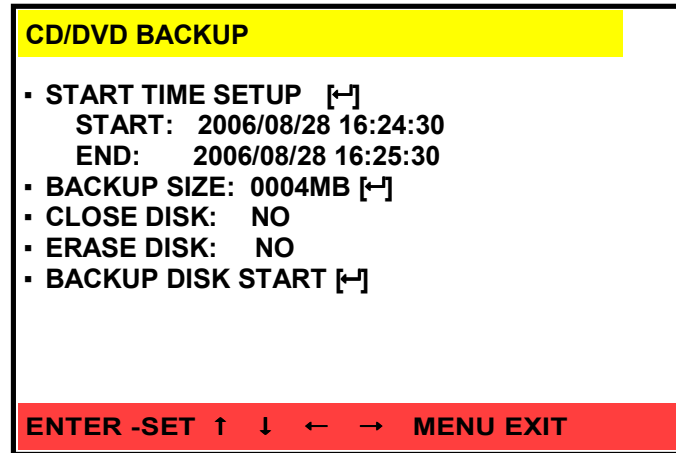 CD/DVD BACKUP
▪ START TIME SETUP [↵]
START: 2006/08/28 16:24:30
END: 2006/08/28 16:25:30
▪ BACKUP SIZE: 0004MB [↵]
▪ CLOSE DISK: NO
▪ ERASE DISK: NO
▪ BACKUP DISK START [↵]
ENTER -SET ↑ ↓ ← → MENU EXIT